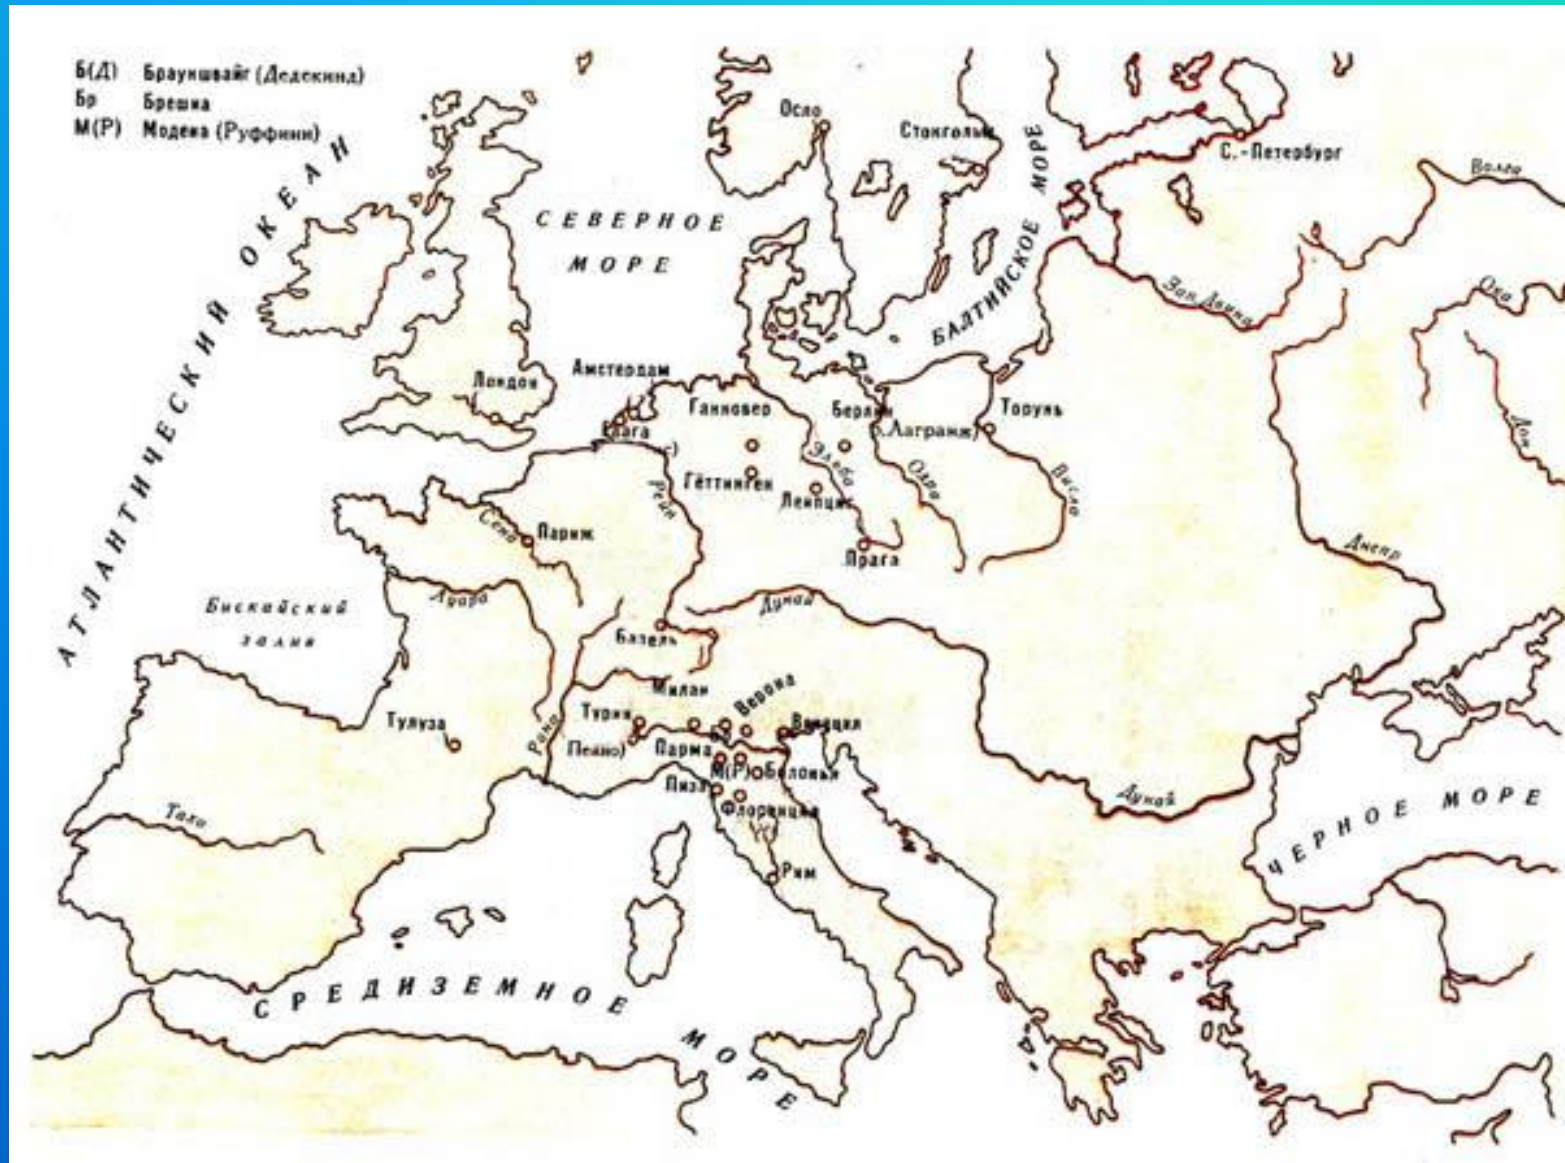 Б(Д) Брауншвайг (Дедекинд)
Бр Брешиа
М(Р) Модена (Руффини)
АТЛАНТИЧЕСКИЙ ОКЕАН
СЕВЕРНОЕ
МОРЕ
Осло
Стокгольм
БАЛТИЙСКОЕ МОРЕ
С.-Петербург
Волга
Зап Двина
Ока
Дон
Лондон
Амстердам
Гаага
Ганновер
Берлин
(Лагранж)
Торунь
Гёттинген
Лейпциг
Эльба
Одра
Висла
Рейн
Сена
Париж
Прага
Днепр
Бискайский
залив
Луара
Дунай
Базель
Милан
Верона
Турин
Венеция
Тулуза
Рона
Пеано)
Парма
М(Р)
Болонья
Пиза
Флоренция
Дунай
ЧЕРНОЕ МОРЕ
Тахо
Рим
СРЕДИЗЕМНОЕ
МОРЕ